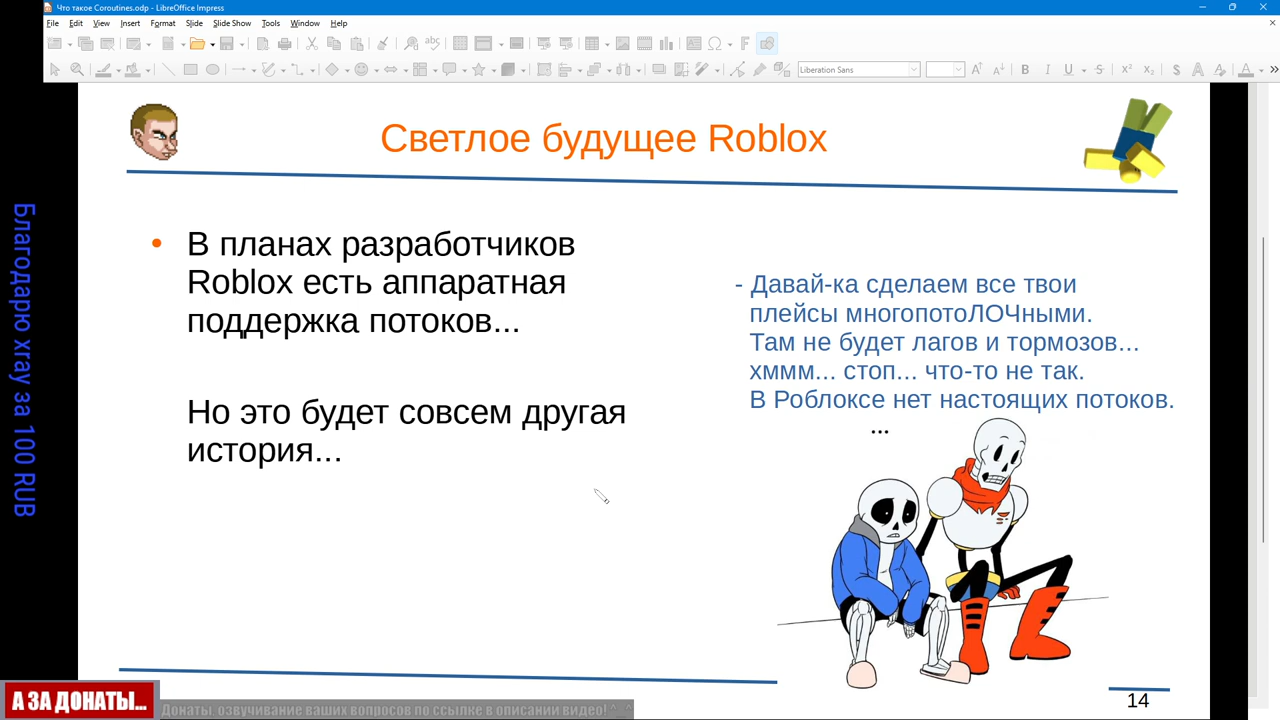 Что такое Coroutines.odp - LibreOffice Impress
File Edit View Insert Format Slide Slide Show Tools Window Help
Liberation Sans
Светлое будущее Roblox
• В планах разработчиков
Roblox есть аппаратная
поддержка потоков...
Но это будет совсем другая
история...
- Давай-ка сделаем все твои
плейсы многопотоЛОЧными.
Там не будет лагов и тормозов...
хммм... стоп... что-то не так.
В Роблоксе нет настоящих потоков.
...
14
Благодарю xray за 100 RUB
А ЗА ДОНАТЫ...
Донаты, озвучивание ваших вопросов по ссылке в описании видео! ^_^